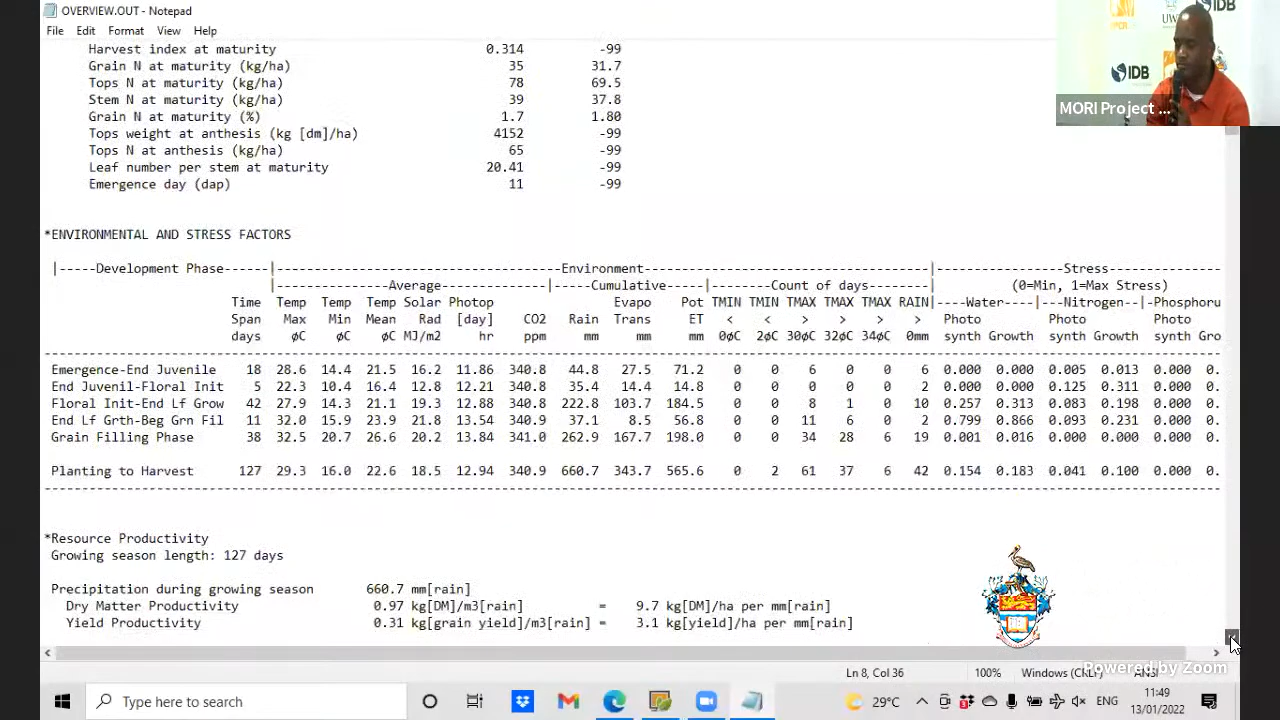 OVERVIEW.OUT - Notepad
File Edit Format View Help
Harvest index at maturity 0.314 -99
Grain N at maturity (kg/ha) 35 31.7
Tops N at maturity (kg/ha) 78 69.5
Stem N at maturity (kg/ha) 39 37.8
Grain N at maturity (%) 1.7 1.80
Tops weight at anthesis (kg [dm]/ha) 4152 -99
Tops N at anthesis (kg/ha) 65 -99
Leaf number per stem at maturity 20.41 -99
Emergence day (dap) 11 -99
*ENVIRONMENTAL AND STRESS FACTORS
|-----Development Phase------|-------------------------Environment--------------------------------|------------------Stress------------------
|----------------Average----------------|---Cumulative---|--------Count of days---------| (0=Min, 1=Max Stress)
Time Temp Temp Temp Solar Photop Evapo Pot TMIN TMIN TMAX TMAX TMAX RAIN|----Water----|---Nitrogen---|-Phosphoru
Span Max Min Mean Rad [day] CO2 Rain Trans ET < < > > > > Photo Photo Photo
days øC øC øC MJ/m2 hr ppm mm mm mm 0øC 2øC 30øC 32øC 34øC 0mm synth Growth synth Growth synth Gro
Emergence-End Juvenile 18 28.6 14.4 21.5 16.2 11.86 340.8 44.8 27.5 71.2 0 0 6 0 0 6 0.000 0.000 0.005 0.013 0.000 0.
End Juvenil-Floral Init 5 22.3 10.4 16.4 12.8 12.21 340.8 35.4 14.4 14.8 0 0 0 0 0 2 0.000 0.000 0.125 0.311 0.000 0.
Floral Init-End Lf Grow 42 27.9 14.3 21.1 19.3 12.88 340.8 222.8 103.7 184.5 0 0 8 1 0 10 0.257 0.313 0.083 0.198 0.000 0.
End Lf Grth-Beg Grn Fil 11 32.0 15.9 23.9 21.8 13.54 340.8 37.1 8.5 56.8 0 0 11 6 0 2 0.799 0.866 0.093 0.231 0.000 0.
Grain Filling Phase 38 32.5 20.7 26.6 20.2 13.84 341.0 262.9 167.7 198.0 0 0 34 28 6 19 0.001 0.016 0.000 0.000 0.000 0.
Planting to Harvest 127 29.3 16.0 22.6 18.5 12.94 340.9 660.7 343.7 565.6 0 2 61 37 6 42 0.154 0.183 0.041 0.100 0.000 0.
*Resource Productivity
Growing season length: 127 days
Precipitation during growing season 660.7 mm[rain]
Dry Matter Productivity 0.97 kg[DM]/m3[rain] = 9.7 kg[DM]/ha per mm[rain]
Yield Productivity 0.31 kg[grain yield]/m3[rain] = 3.1 kg[yield]/ha per mm[rain]
Ln 8, Col 36 100% Windows (CRLF) ANSI
Powered by Zoom
Type here to search
29°C ENG 11:49
13/01/2022
IDB
IDB
MORI Project ...